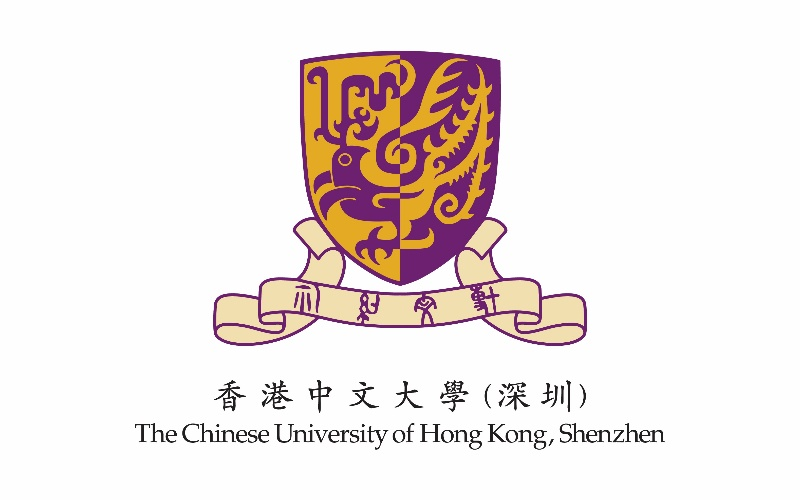 香港中文大學(深圳)
The Chinese University of Hong Kong, Shenzhen